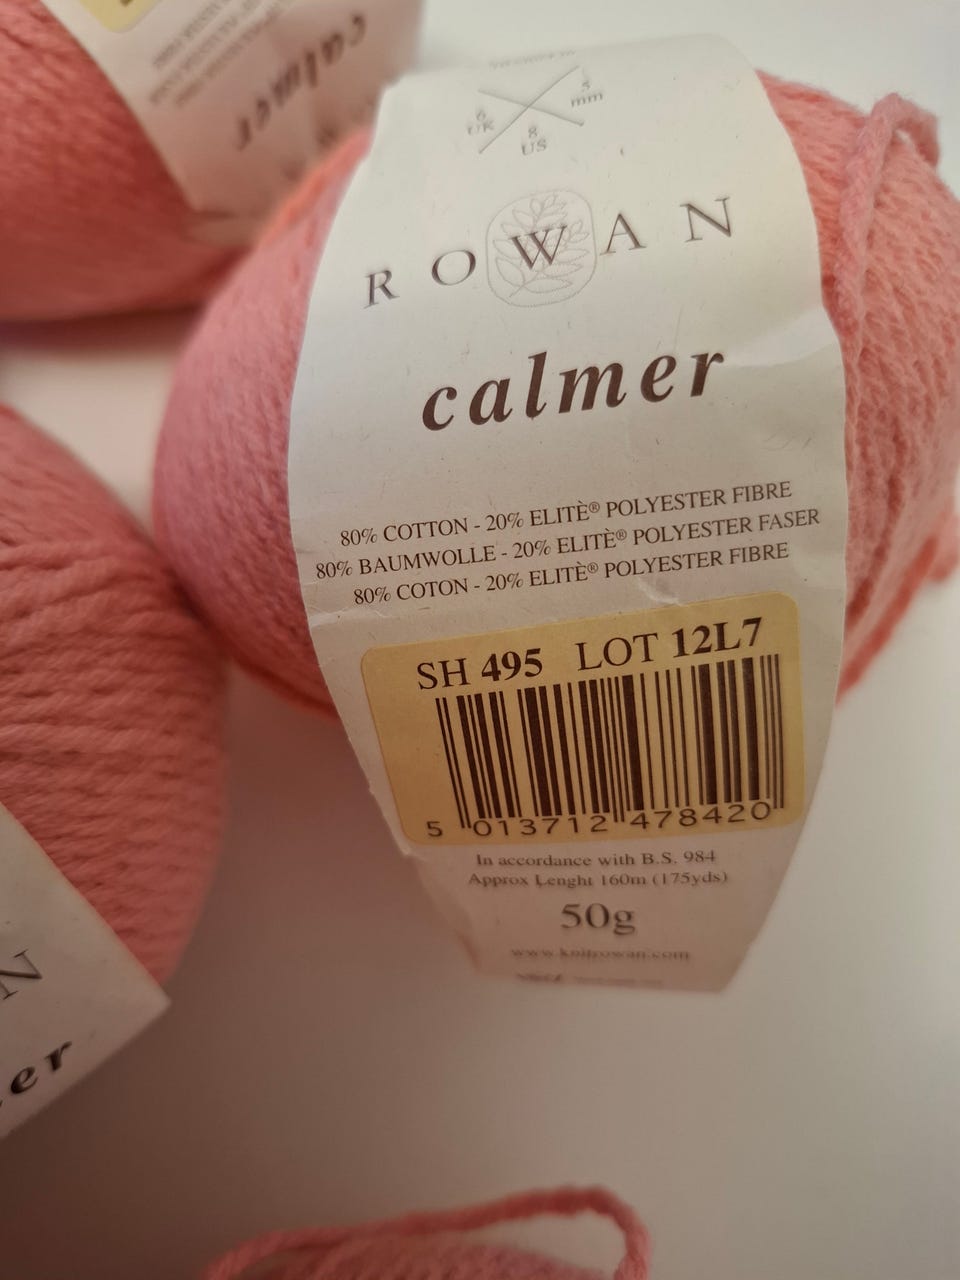 calmer
6 UK
5 mm
8 US
ROWAN
calmer
80% COTTON - 20% ELITÈ® POLYESTER FIBRE
80% BAUMWOLLE - 20% ELITÈ® POLYESTER FASER
80% COTON - 20% ELITÈ® POLYESTER FIBRE
SH 495 LOT 12L7
5 013712 478420
In accordance with B.S. 984
Approx Lenght 160m (175yds)
50g
www.knitrowan.com
N
er